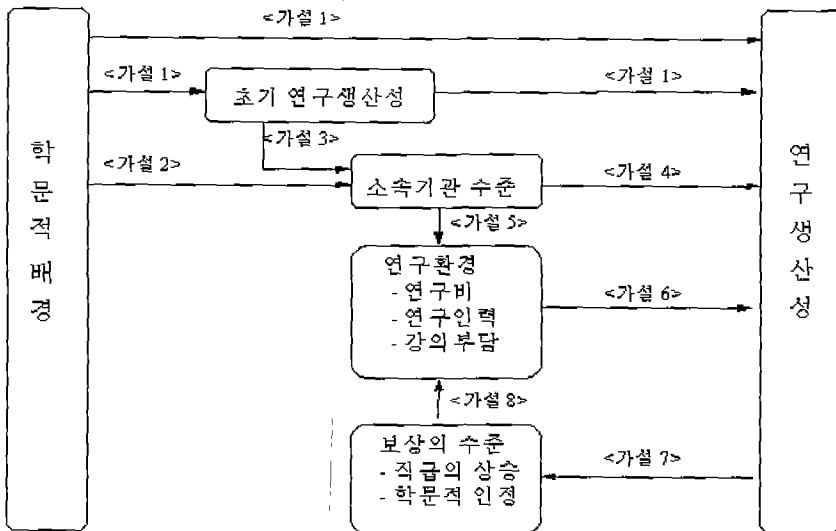 <가설 1>
<가설 1>
초기 연구생산성
<가설 1>
<가설 3>
<가설 2>
소속기관 수준
<가설 4>
<가설 5>
학문적배경
연구환경
- 연구비
- 연구인력
- 강의부담
<가설 6>
연구생산성
<가설 8>
보상의 수준
- 직급의 상승
- 학문적 인정
<가설 7>